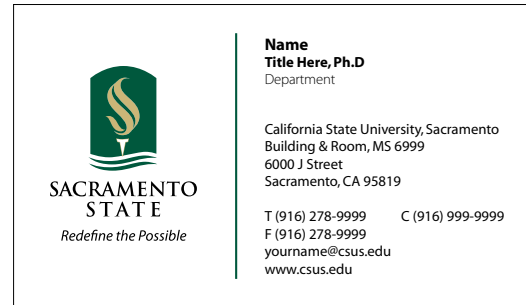 SACRAMENTO
STATE
Redefine the Possible
Name
Title Here, Ph.D
Department
California State University, Sacramento
Building & Room, MS 6999
6000 J Street
Sacramento, CA 95819
T (916) 278-9999 C (916) 999-9999
F (916) 278-9999
yourname@csus.edu
www.csus.edu